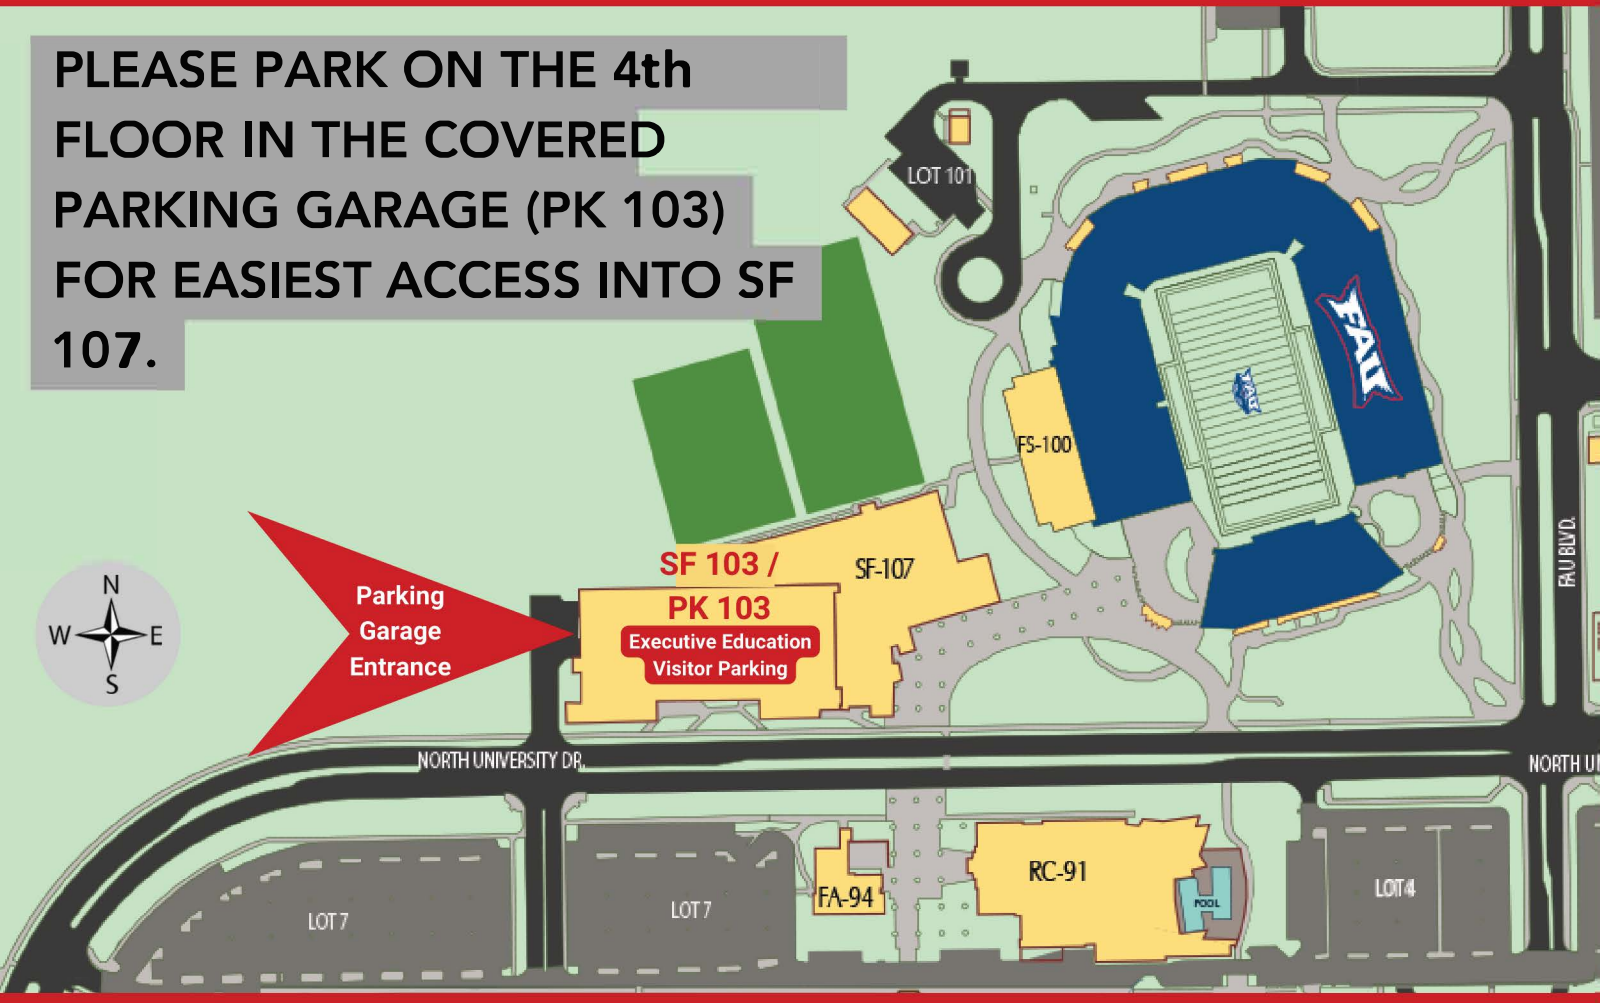 PLEASE PARK ON THE 4th
FLOOR IN THE COVERED
PARKING GARAGE (PK 103)
FOR EASIEST ACCESS INTO SF
107.
LOT 101
FAU
FAU
FS-100
FAU BLVD.
SF 103 /
SF-107
PK 103
Executive Education
Visitor Parking
Parking
Garage
Entrance
N
W
E
S
NORTH UNIVERSITY DR.
NORTH UN
LOT 7
LOT 7
FA-94
RC-91
POOL
LOT 4